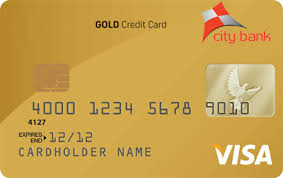 GOLD Credit Card
city bank
4000 1234 5678 9010
4127
EXPIRES END 12/12
CARDHOLDER NAME
VISA